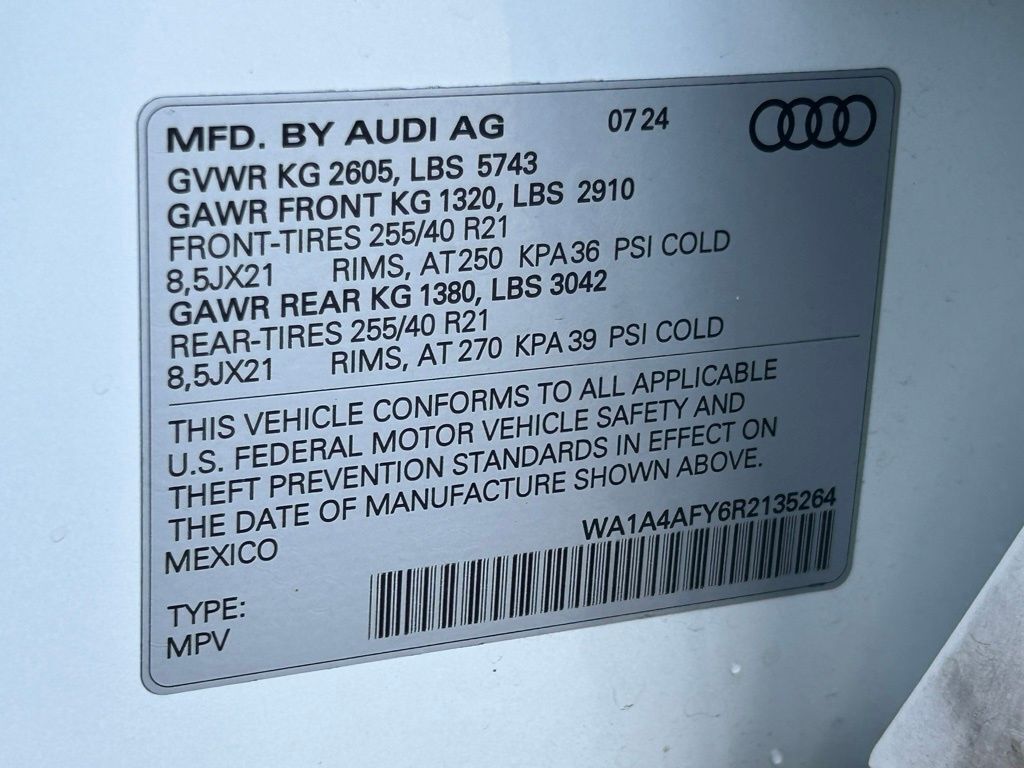 MFD. BY AUDI AG 07 24
GVWR KG 2605, LBS 5743
GAWR FRONT KG 1320, LBS 2910
FRONT-TIRES 255/40 R21
8,5JX21 RIMS, AT 250 KPA 36 PSI COLD
GAWR REAR KG 1380, LBS 3042
REAR-TIRES 255/40 R21
8,5JX21 RIMS, AT 270 KPA 39 PSI COLD
THIS VEHICLE CONFORMS TO ALL APPLICABLE
U.S. FEDERAL MOTOR VEHICLE SAFETY AND
THEFT PREVENTION STANDARDS IN EFFECT ON
THE DATE OF MANUFACTURE SHOWN ABOVE.
MEXICO
WA1A4AFY6R2135264
TYPE:
MPV